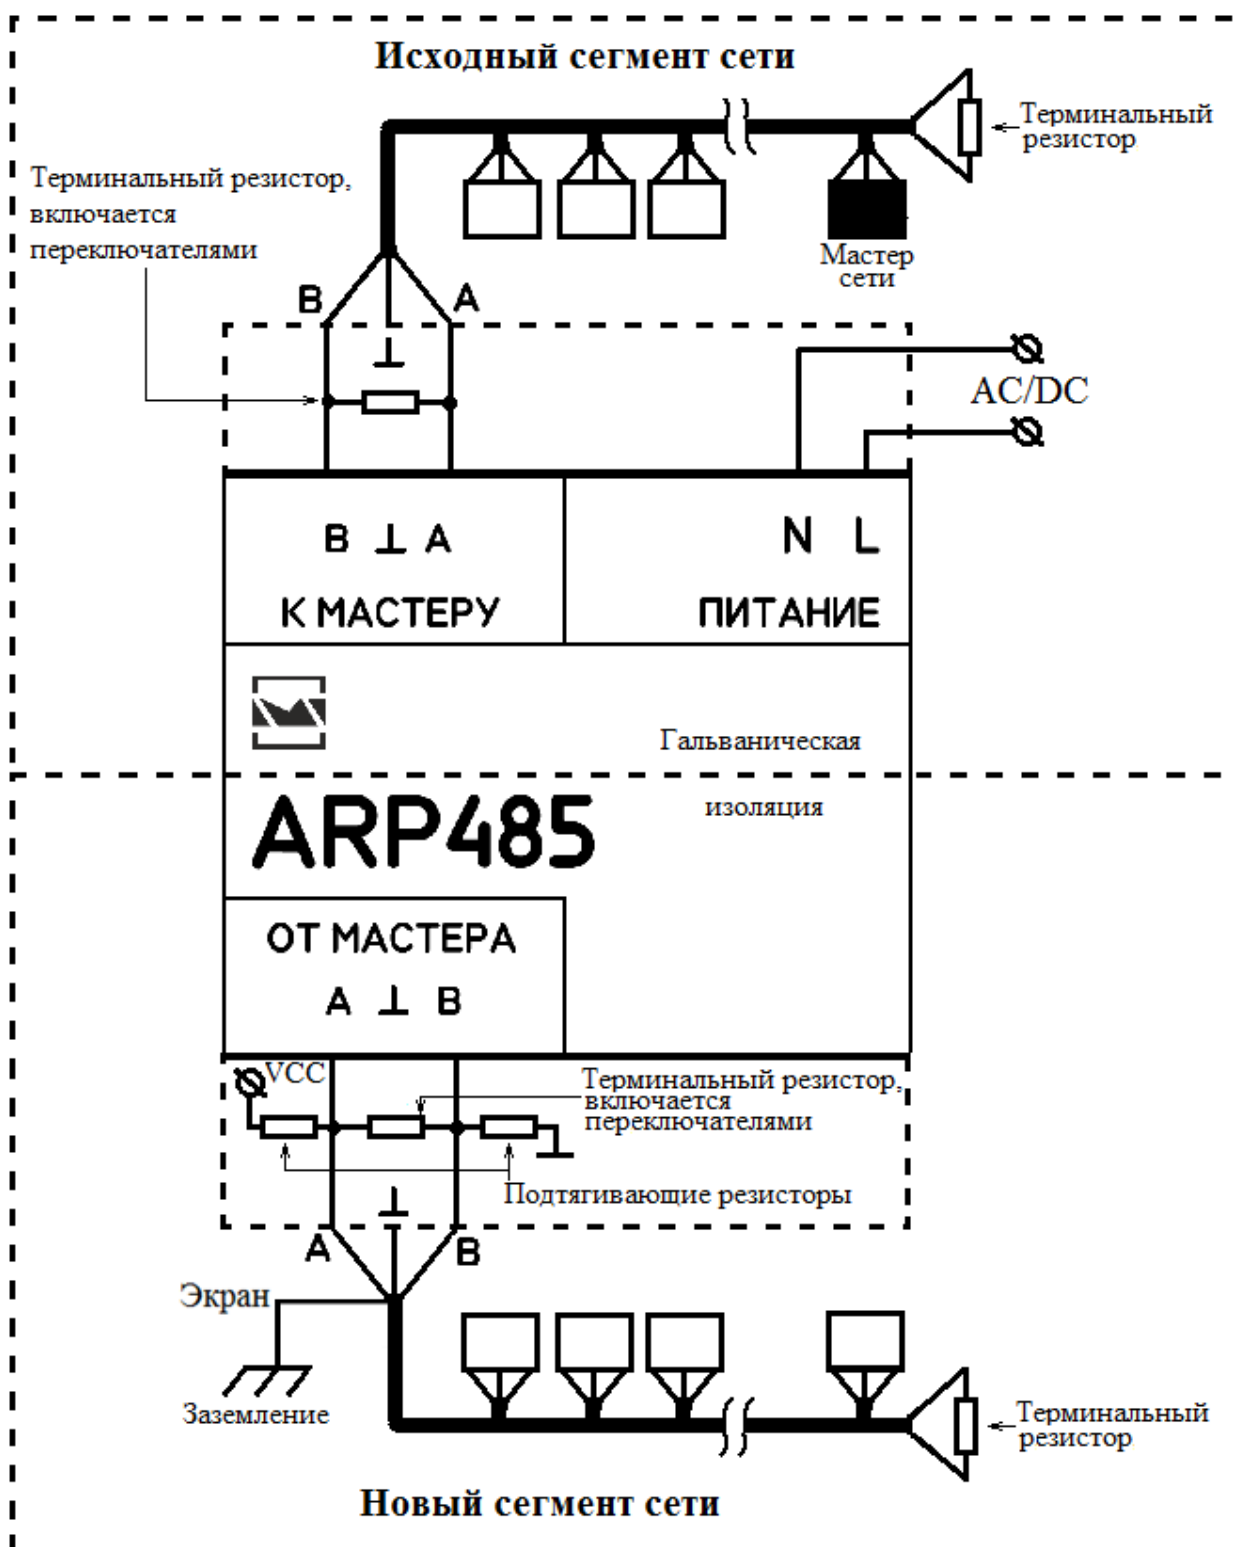 Исходный сегмент сети
Терминальный
резистор
Терминальный резистор,
включается
переключателями
Мастер
сети
B
A
⊥
AC/DC
B ⊥ A
N L
К МАСТЕРУ
ПИТАНИЕ
Гальваническая
изоляция
ARP485
ОТ МАСТЕРА
A ⊥ B
VCC
Терминальный резистор,
включается
переключателями
Подтягивающие резисторы
⊥
A
B
Экран
Заземление
Терминальный
резистор
Новый сегмент сети